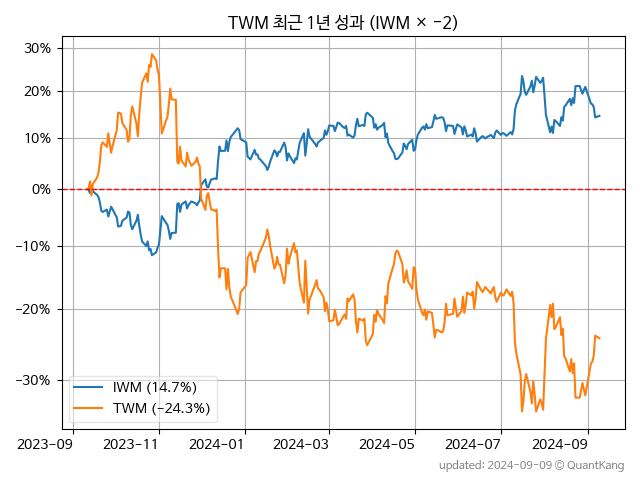 TWM 최근 1년 성과 (IWM × −2)
30%
20%
10%
0%
−10%
−20%
−30%
IWM (14.7%)
TWM (−24.3%)
2023-09 2023-11 2024-01 2024-03 2024-05 2024-07 2024-09
updated: 2024-09-09 © QuantKang